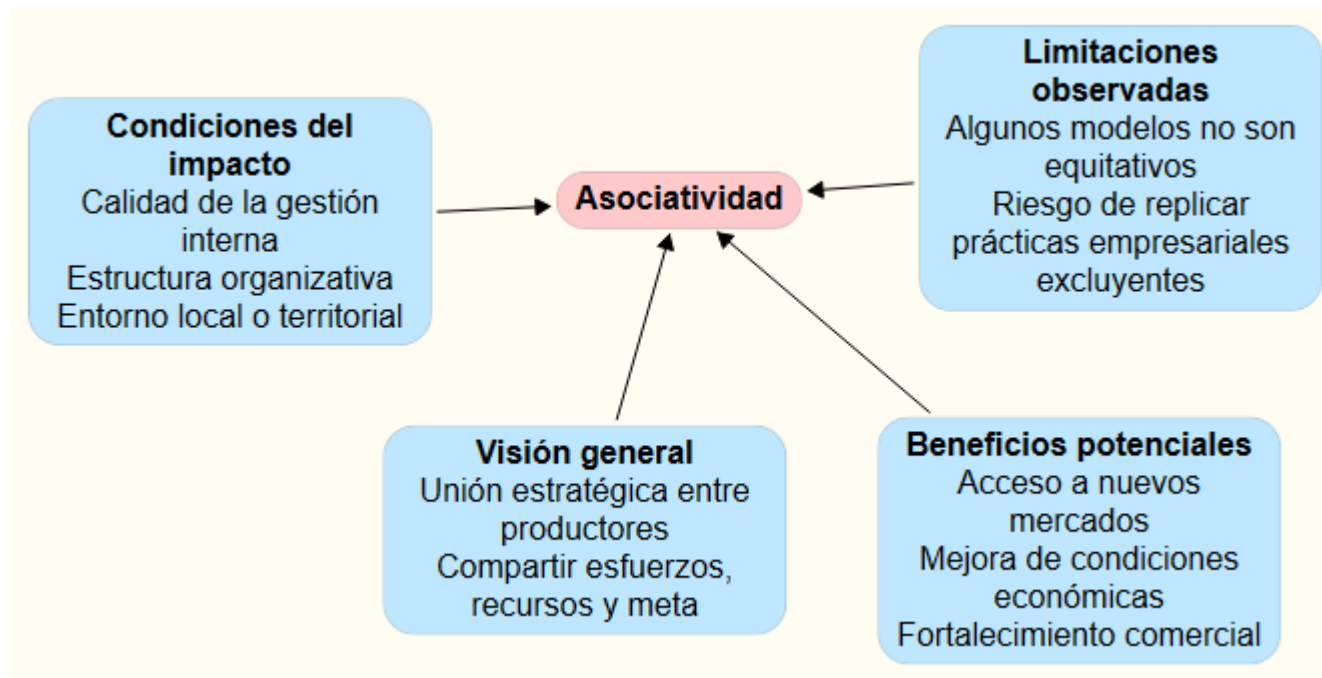 Condiciones del
impacto
Calidad de la gestión
interna
Estructura organizativa
Entorno local o territorial
Asociatividad
Limitaciones
observadas
Algunos modelos no son
equitativos
Riesgo de replicar
prácticas empresariales
excluyentes
Visión general
Unión estratégica entre
productores
Compartir esfuerzos,
recursos y meta
Beneficios potenciales
Acceso a nuevos
mercados
Mejora de condiciones
económicas
Fortalecimiento comercial